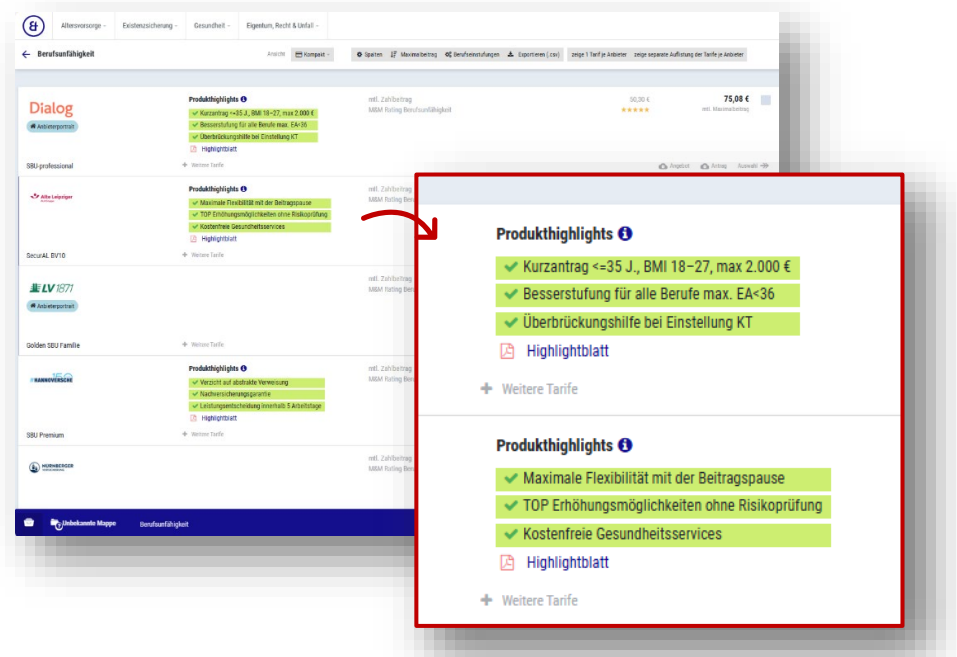 Altersvorsorge Existenzsicherung Gesundheit Eigentum, Recht & Unfall
Berufsunfähigkeit Ansicht Kompakt Spalten Maximalbeitrag Berufseinstufungen Exportieren (.csv) zeige 1 Tarif je Anbieter zeige separate Auflistung der Tarife je Anbieter
Dialog
Anbieterportrait
Produkthighlights
Kurzantrag <=35 J., BMI 18–27, max 2.000 €
Besserstufung für alle Berufe max. EA<36
Überbrückungshilfe bei Einstellung KT
Highlightblatt
mtl. Zahlbeitrag 50,00 € 75,08 €
M&M Rating Berufsunfähigkeit mtl. Maximalbeitrag
SBU-professional Weitere Tarife Angebot Antrag Auswahl
Alte Leipziger
Produkthighlights
Maximale Flexibilität mit der Beitragspause
TOP Erhöhungsmöglichkeiten ohne Risikoprüfung
Kostenfreie Gesundheitsservices
Highlightblatt
mtl. Zahlbeitrag
M&M Rating
SecurAL BV10 Weitere Tarife
LV 1871
Anbieterportrait
mtl. Zahlbeitrag
M&M Rating
Golden SBU Familie Weitere Tarife
HANNOVERSCHE
Produkthighlights
Verzicht auf abstrakte Verweisung
Nachversicherungsgarantie
Leistungsentscheidung innerhalb 5 Arbeitstage
Highlightblatt
mtl. Zahlbeitrag
M&M Rating
SBU Premium Weitere Tarife
NÜRNBERGER
mtl. Zahlbeitrag
M&M Rating
Unbekannte Mappe Berufsunfähigkeit
Produkthighlights
Kurzantrag <=35 J., BMI 18–27, max 2.000 €
Besserstufung für alle Berufe max. EA<36
Überbrückungshilfe bei Einstellung KT
Highlightblatt
Weitere Tarife
Produkthighlights
Maximale Flexibilität mit der Beitragspause
TOP Erhöhungsmöglichkeiten ohne Risikoprüfung
Kostenfreie Gesundheitsservices
Highlightblatt
Weitere Tarife